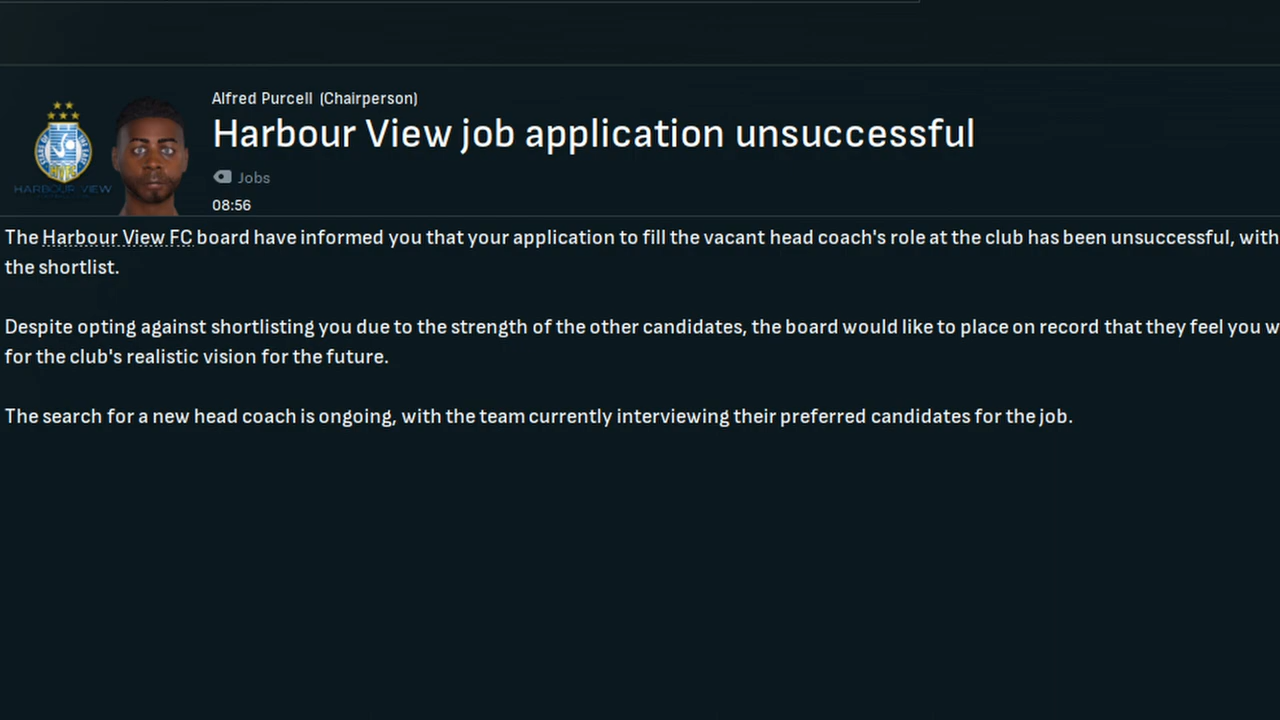 Alfred Purcell (Chairperson)
Harbour View job application unsuccessful
HARBOUR VIEW
Jobs
08:56
The Harbour View FC board have informed you that your application to fill the vacant head coach's role at the club has been unsuccessful, with
the shortlist.
Despite opting against shortlisting you due to the strength of the other candidates, the board would like to place on record that they feel you
for the club's realistic vision for the future.
The search for a new head coach is ongoing, with the team currently interviewing their preferred candidates for the job.